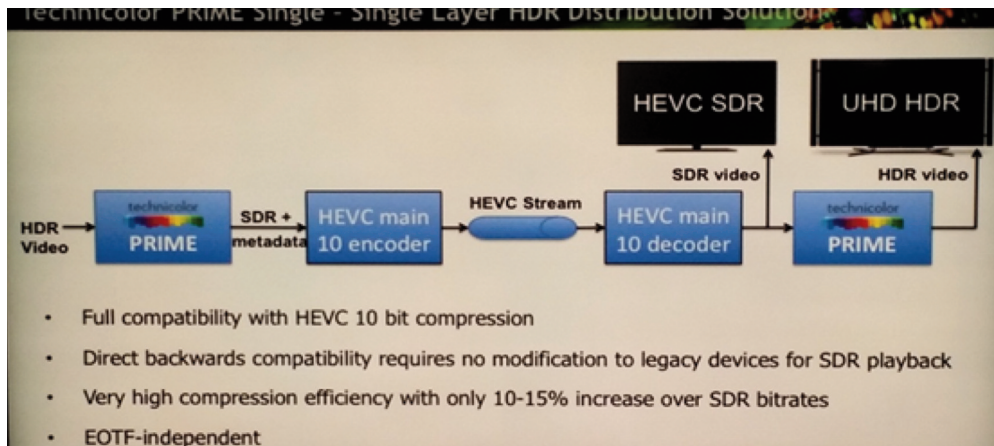 Technicolor PRIME Single - Single Layer HDR Distribution Solution
HEVC SDR
UHD HDR
SDR video
HDR video
HDR
Video
technicolor
PRIME
SDR +
metadata
HEVC main
10 encoder
HEVC Stream
HEVC main
10 decoder
technicolor
PRIME
• Full compatibility with HEVC 10 bit compression
• Direct backwards compatibility requires no modification to legacy devices for SDR playback
• Very high compression efficiency with only 10-15% increase over SDR bitrates
• EOTF-independent